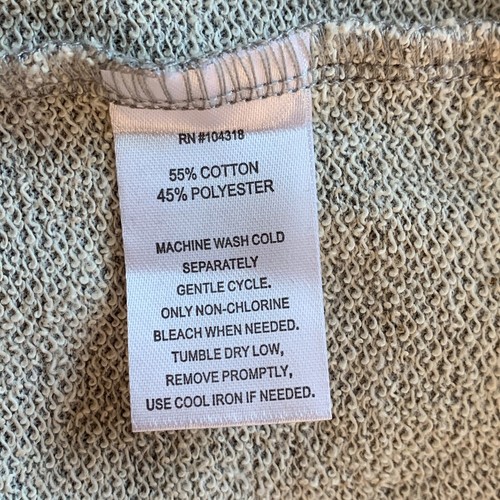 RN #104318
55% COTTON
45% POLYESTER
MACHINE WASH COLD
SEPARATELY
GENTLE CYCLE.
ONLY NON-CHLORINE
BLEACH WHEN NEEDED.
TUMBLE DRY LOW,
REMOVE PROMPTLY,
USE COOL IRON IF NEEDED.